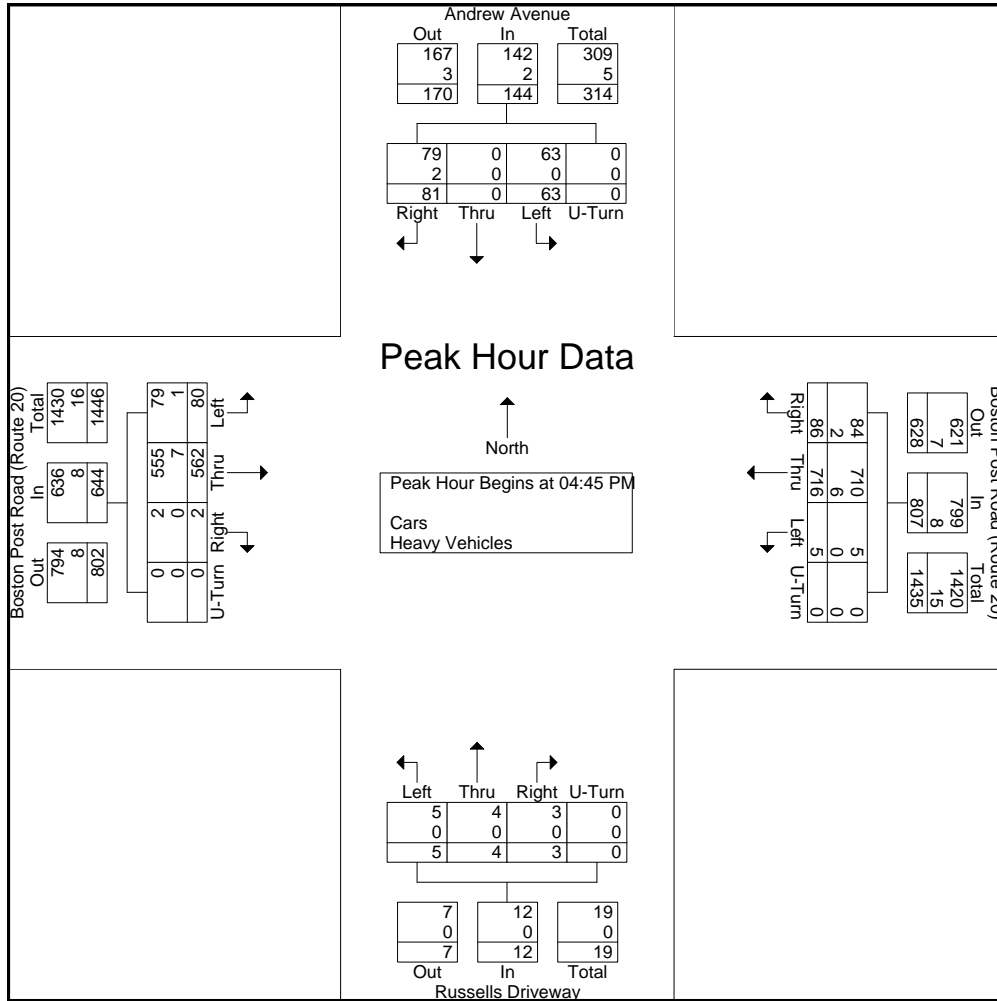 Andrew Avenue
Out In Total
167 142 309
3 2 5
170 144 314
79 0 63 0
2 0 0 0
81 0 63 0
Right Thru Left U-Turn
Peak Hour Data
North
Peak Hour Begins at 04:45 PM
Cars
Heavy Vehicles
Boston Post Road (Route 20)
Out In Total
794 636 1430
8 8 16
802 644 1446
79 555 2 0
1 7 0 0
80 562 2 0
Left Thru Right U-Turn
Boston Post Road (Route 20)
Out In Total
621 799 1420
7 8 15
628 807 1435
84 710 5 0
2 6 0 0
86 716 5 0
Right Thru Left U-Turn
Left Thru Right U-Turn
5 4 3 0
0 0 0 0
5 4 3 0
7 12 19
0 0 0
7 12 19
Out In Total
Russells Driveway